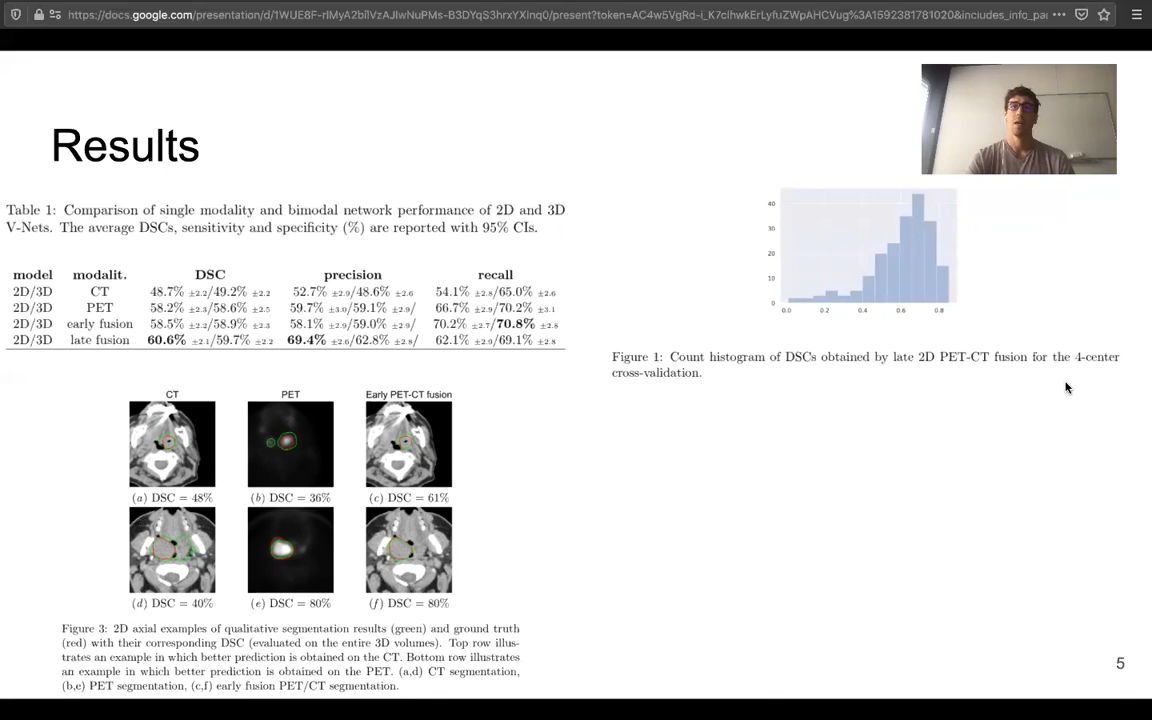 https://docs.google.com/presentation/d/1WUE8F-rIMyA2bilVzAJlwNuPMs-B3DYqS3hrxYXinq0/present?token=AC4w5VgRd-i_K7cIhwkErLyfuZWpAHCVug%3A1592381781020&includes_info_pa
Results
Table 1: Comparison of single modality and bimodal network performance of 2D and 3D
V-Nets. The average DSCs, sensitivity and specificity (%) are reported with 95% CIs.
model modalit. DSC precision recall
2D/3D CT 48.7% ±2.2/49.2% ±2.2 52.7% ±2.9/48.6% ±2.6 54.1% ±2.8/65.0% ±2.6
2D/3D PET 58.2% ±2.3/58.6% ±2.5 59.7% ±3.0/59.1% ±2.9/ 66.7% ±2.9/70.2% ±3.1
2D/3D early fusion 58.5% ±2.2/58.9% ±2.3 58.1% ±2.9/59.0% ±2.9/ 70.2% ±2.7/70.8% ±2.8
2D/3D late fusion 60.6% ±2.1/59.7% ±2.2 69.4% ±2.6/62.8% ±2.8/ 62.1% ±2.9/69.1% ±2.8
CT PET Early PET-CT fusion
(a) DSC = 48% (b) DSC = 36% (c) DSC = 61%
(d) DSC = 40% (e) DSC = 80% (f) DSC = 80%
Figure 3: 2D axial examples of qualitative segmentation results (green) and ground truth
(red) with their corresponding DSC (evaluated on the entire 3D volumes). Top row illus-
trates an example in which better prediction is obtained on the CT. Bottom row illustrates
an example in which better prediction is obtained on the PET. (a,d) CT segmentation,
(b,e) PET segmentation, (c,f) early fusion PET/CT segmentation.
40
30
20
10
0
0.0 0.2 0.4 0.6 0.8
Figure 1: Count histogram of DSCs obtained by late 2D PET-CT fusion for the 4-center
cross-validation.
5